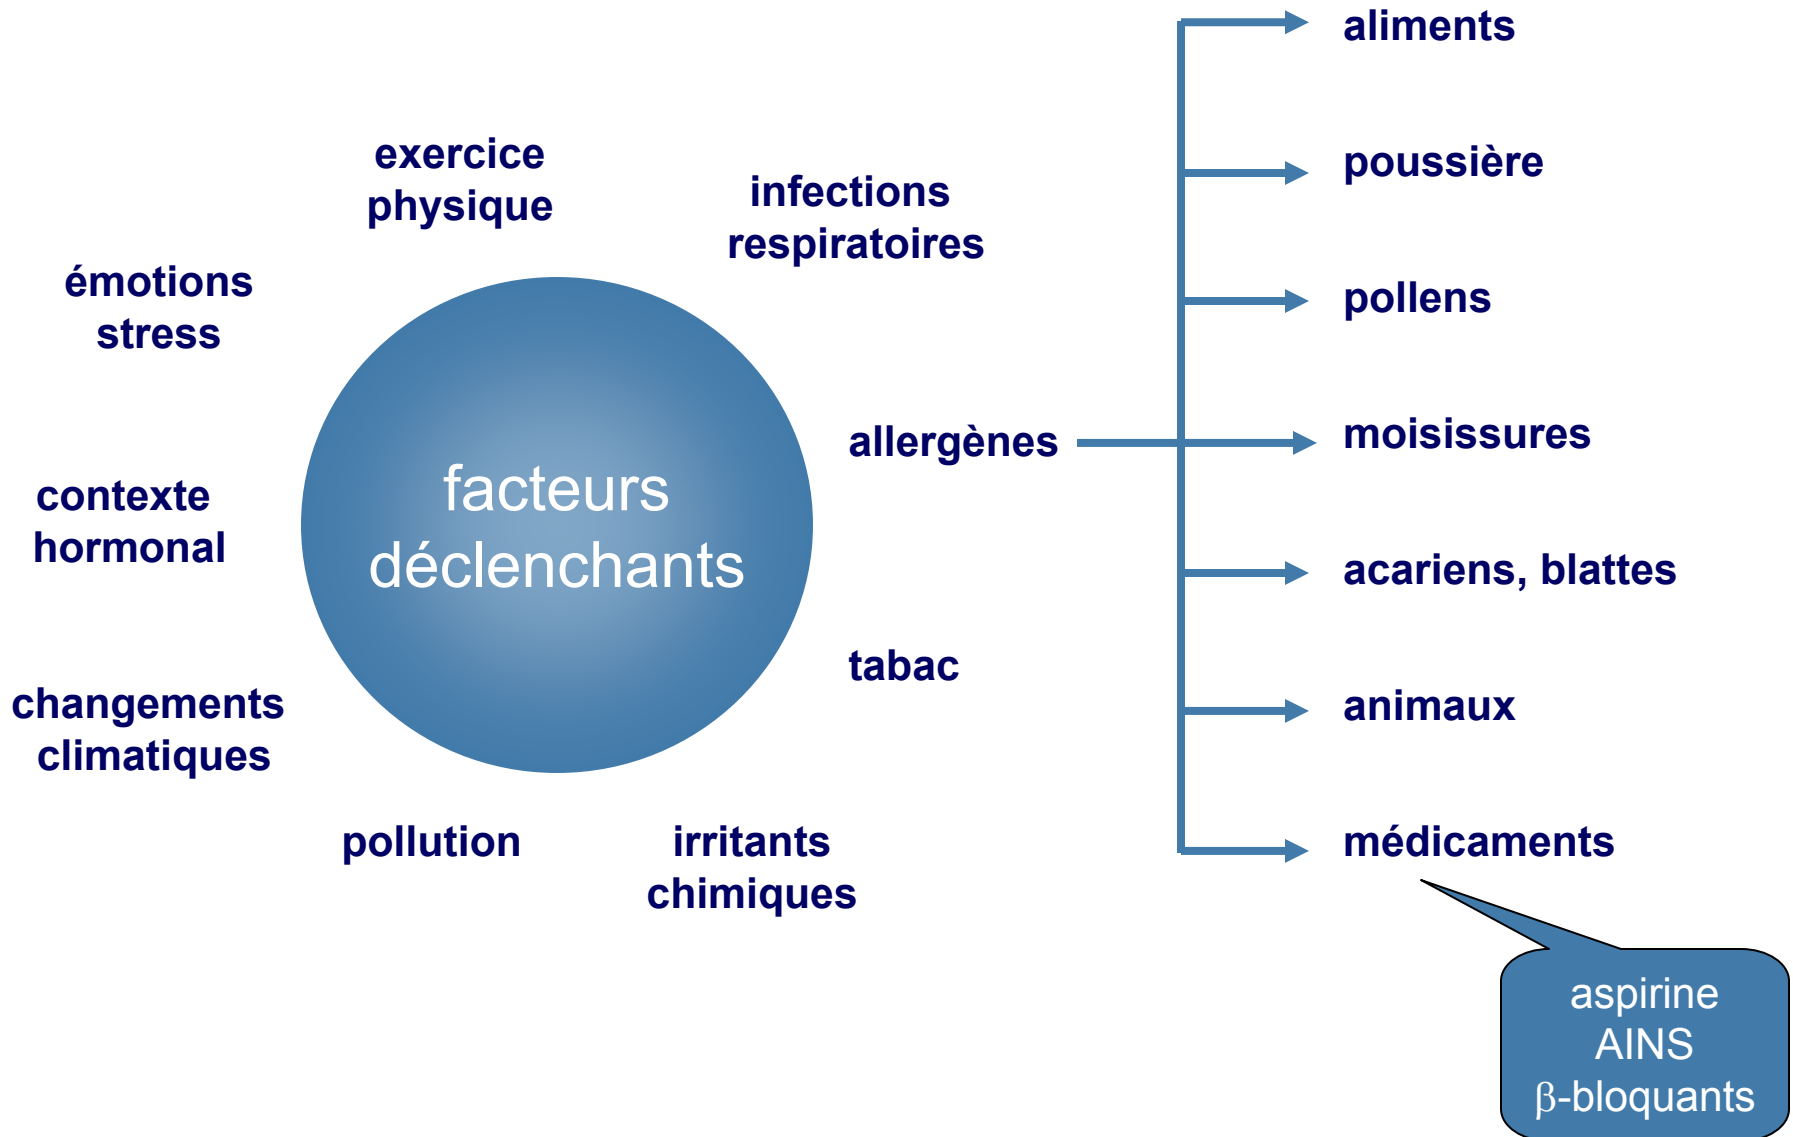 exercice
physique
infections
respiratoires
émotions
stress
allergènes
contexte
hormonal
facteurs
déclenchants
tabac
changements
climatiques
pollution
irritants
chimiques
aliments
poussière
pollens
moisissures
acariens, blattes
animaux
médicaments
aspirine
AINS
β-bloquants